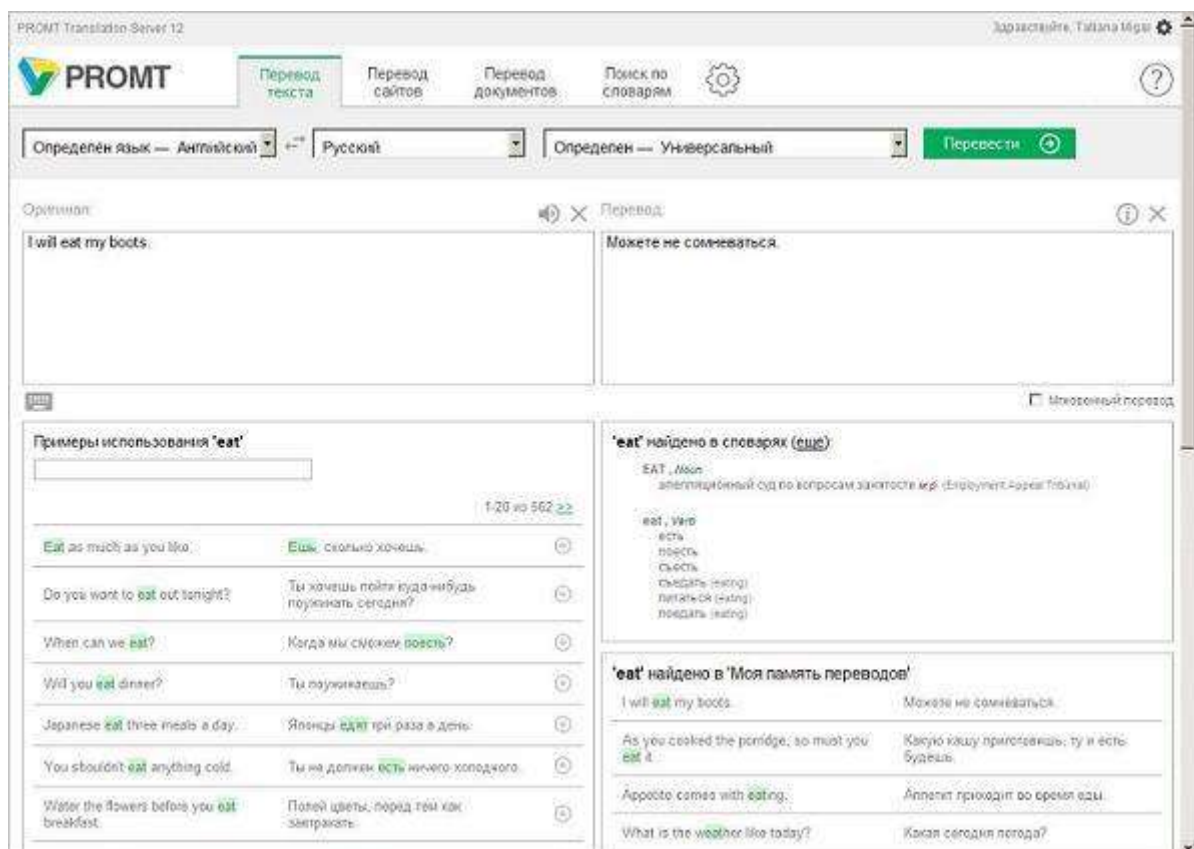 PROMT Translation Server 12
Здравствуйте, Tatiana Migal
PROMT
Перевод текста
Перевод сайтов
Перевод документов
Поиск по словарям
?
Определен язык — Английский
Русский
Определен — Универсальный
Перевести
Оригинал:
Перевод:
I will eat my boots.
Можете не сомневаться.
Мгновенный перевод
Примеры использования 'eat'
1-20 из 562 >>
Eat as much as you like.
Ешь, сколько хочешь.
Do you want to eat out tonight?
Ты хочешь пойти куда-нибудь
поужинать сегодня?
When can we eat?
Когда мы сможем поесть?
Will you eat dinner?
Ты поужинаешь?
Japanese eat three meals a day.
Японцы едят три раза в день.
You shouldn't eat anything cold.
Ты не должен есть ничего холодного.
Water the flowers before you eat
breakfast.
Полей цветы, перед тем как
завтракать.
'eat' найдено в словарях (еще):
EAT , Noun
апелляционный суд по вопросам занятости юр. (Employment Appeal Tribunal)
eat , Verb
есть
поесть
съесть
съедать (eating)
питаться (eating)
поедать (eating)
'eat' найдено в 'Моя память переводов'
I will eat my boots.
Можете не сомневаться.
As you cooked the porridge, so must you
eat it.
Какую кашу приготовишь, ту и есть
будешь.
Appetite comes with eating.
Аппетит приходит во время еды.
What is the weather like today?
Какая сегодня погода?